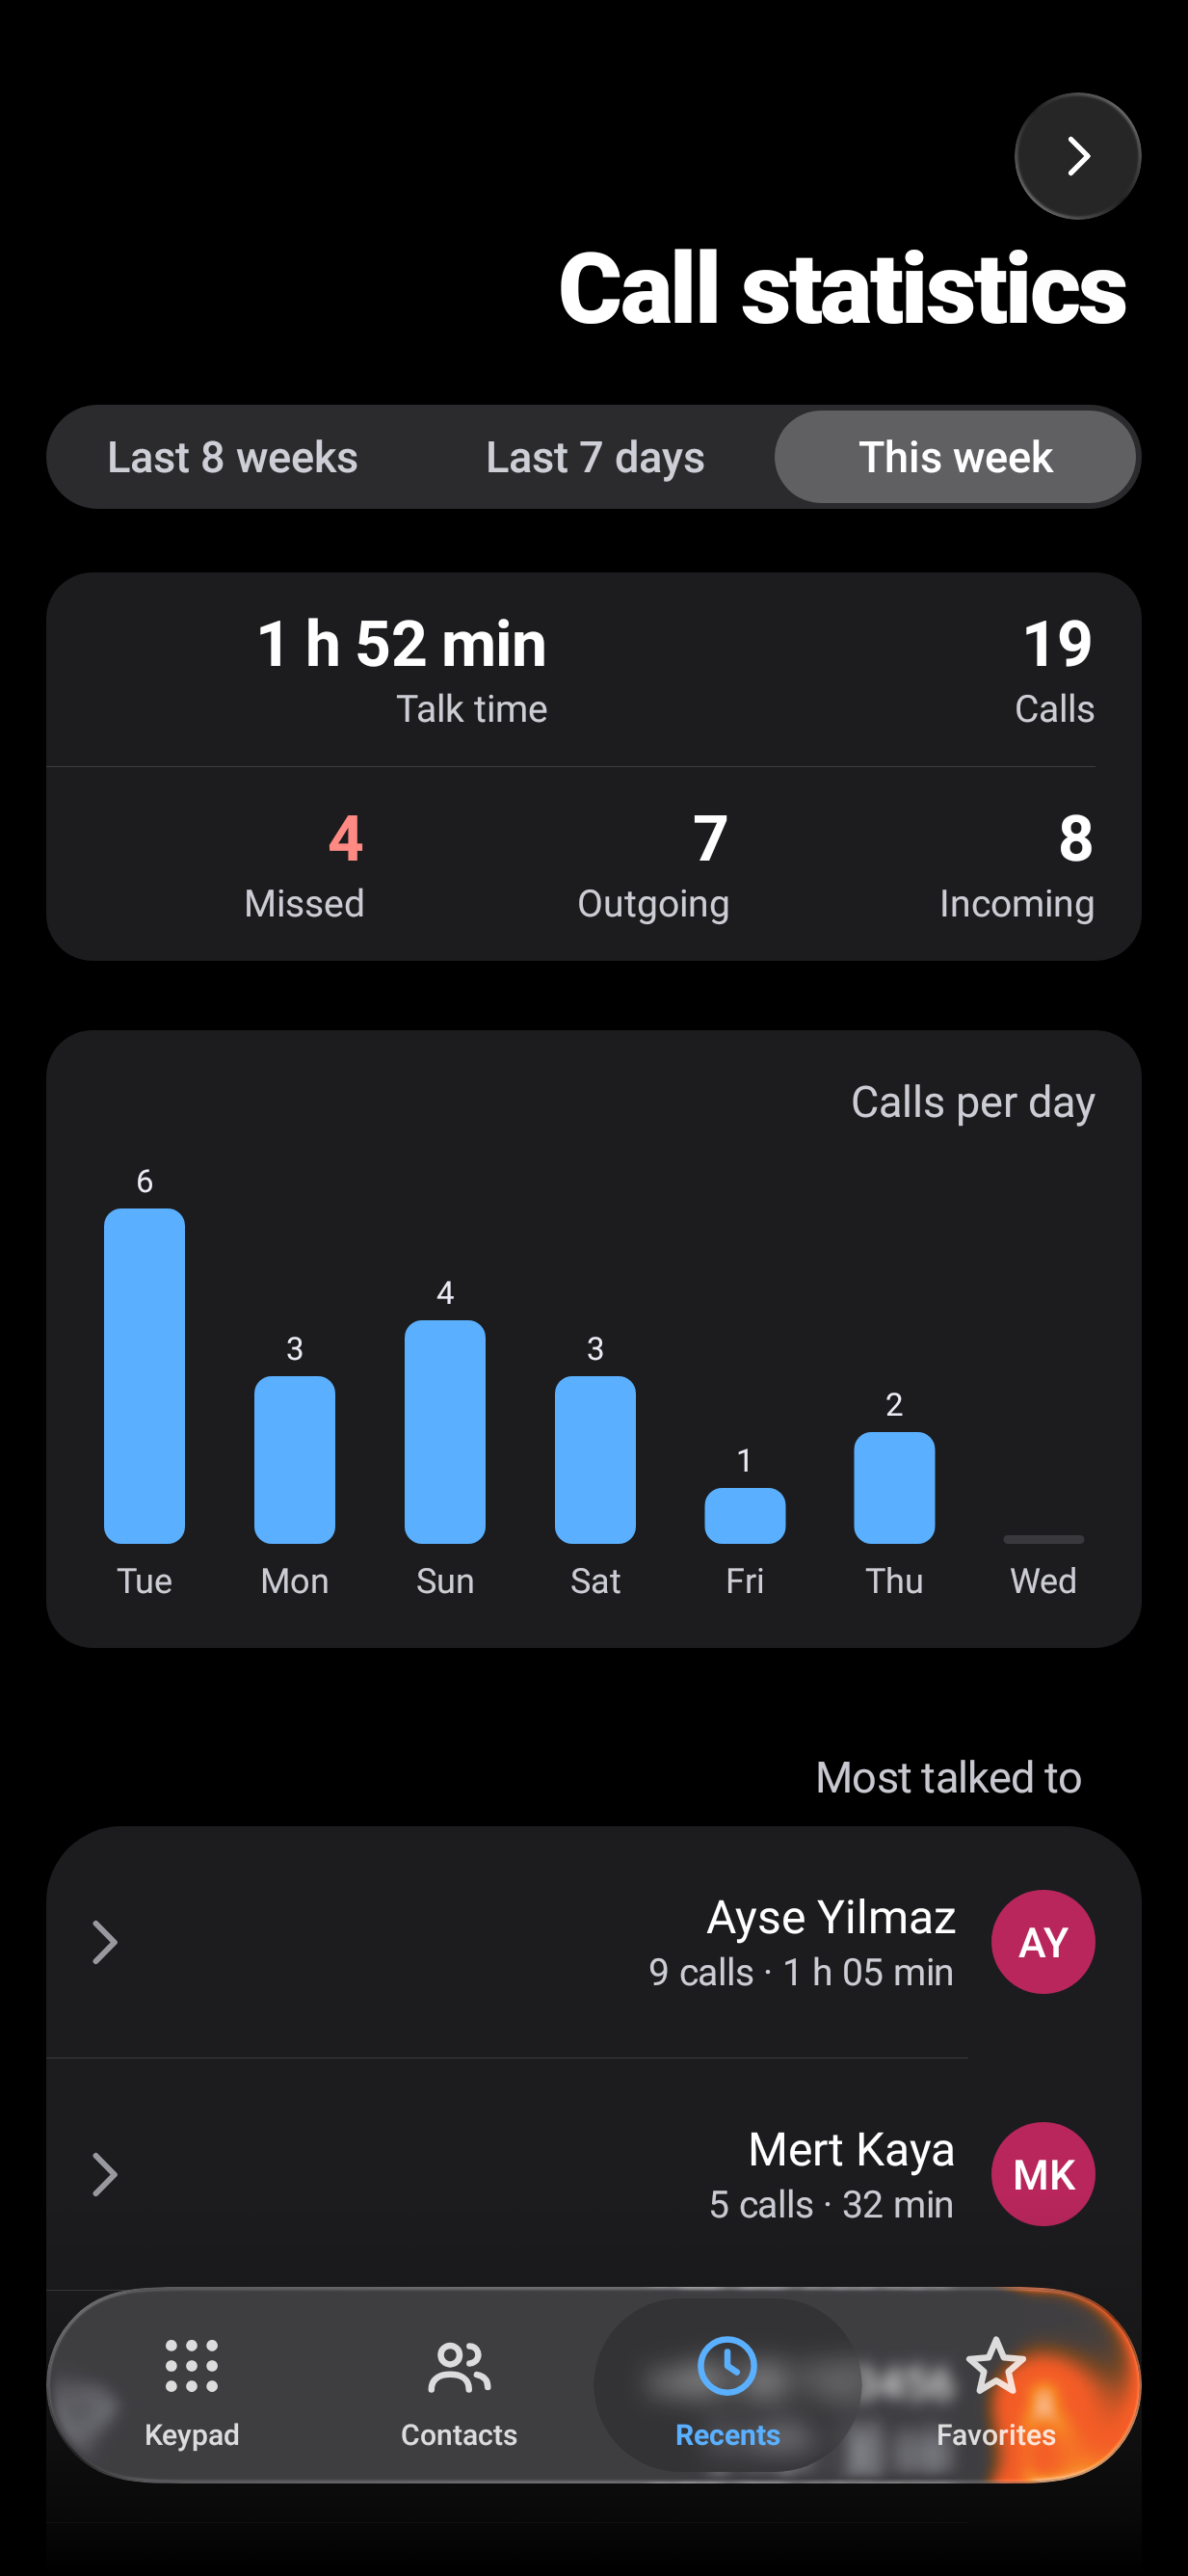 Call statistics
Last 8 weeks
Last 7 days
This week
1 h 52 min
Talk time
19
Calls
4
Missed
7
Outgoing
8
Incoming
Calls per day
6
3
4
3
1
2
Tue
Mon
Sun
Sat
Fri
Thu
Wed
Most talked to
Ayse Yilmaz
9 calls · 1 h 05 min
AY
Mert Kaya
5 calls · 32 min
MK
Keypad
Contacts
Recents
Favorites